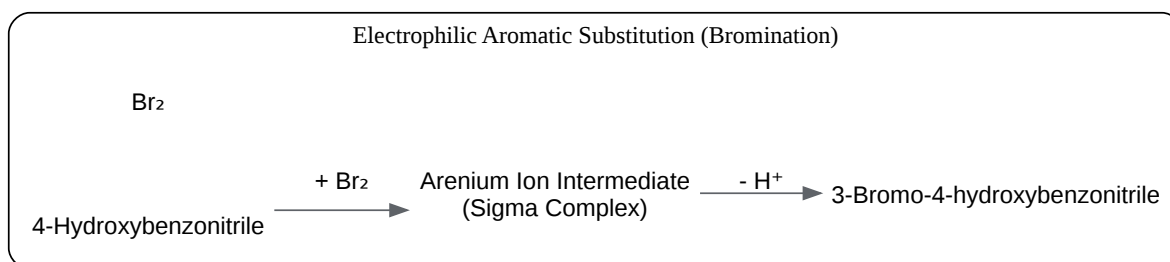 Electrophilic Aromatic Substitution (Bromination)
Br₂
4-Hydroxybenzonitrile
+ Br₂
Arenium Ion Intermediate
(Sigma Complex)
- H⁺
3-Bromo-4-hydroxybenzonitrile